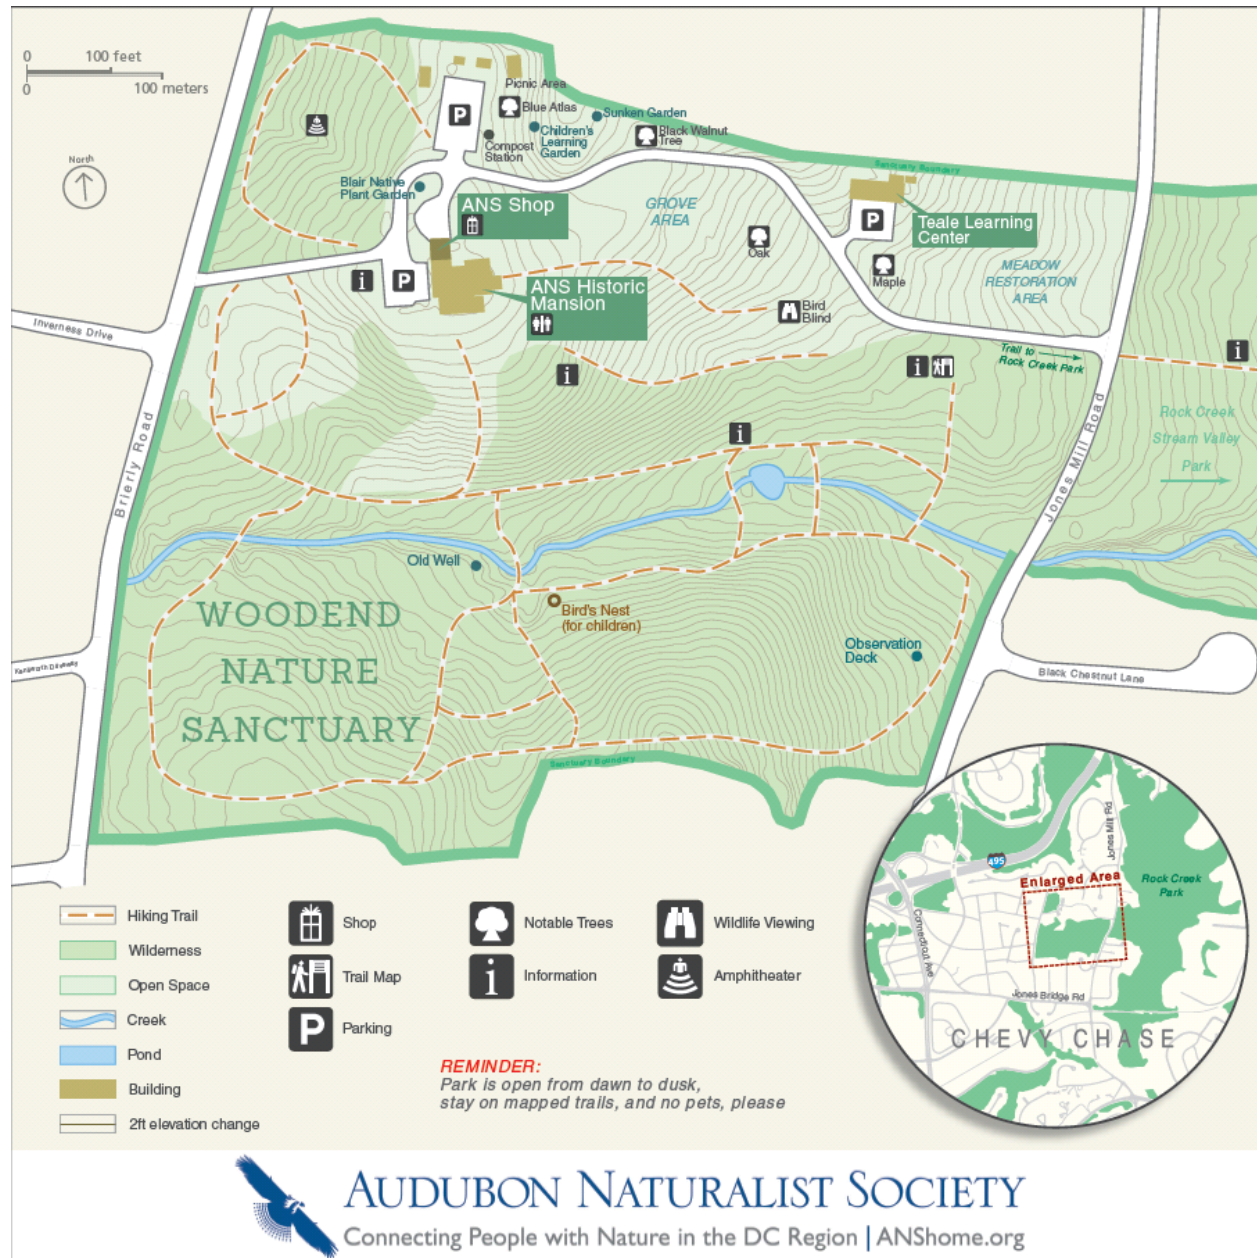 0
100 feet
0
100 meters
North
Picnic Area
Blue Atlas
Sunken Garden
Children's
Learning
Garden
Compost
Station
Black Walnut
Tree
Sanctuary Boundary
Blair Native
Plant Garden
P
ANS Shop
GROVE
AREA
Oak
P
Teale Learning
Center
Maple
MEADOW
RESTORATION
AREA
i
P
ANS Historic
Mansion
Bird
Blind
Inverness Drive
Trail to
Rock Creek Park
i
i
i
i
Rock Creek
Stream Valley
Park
Brierly Road
Jones Mill Road
Old Well
WOODEND
NATURE
SANCTUARY
Bird's Nest
(for children)
Observation
Deck
Black Chestnut Lane
Sanctuary Boundary
495
Jones Mill Rd
Enlarged Area
Rock Creek
Park
Connecticut Ave
Jones Bridge Rd
CHEVY CHASE
Hiking Trail
Wilderness
Open Space
Creek
Pond
Building
2ft elevation change
Shop
Trail Map
P
Parking
Notable Trees
i
Information
Wildlife Viewing
Amphitheater
REMINDER:
Park is open from dawn to dusk,
stay on mapped trails, and no pets, please
AUDUBON NATURALIST SOCIETY
Connecting People with Nature in the DC Region | ANShome.org